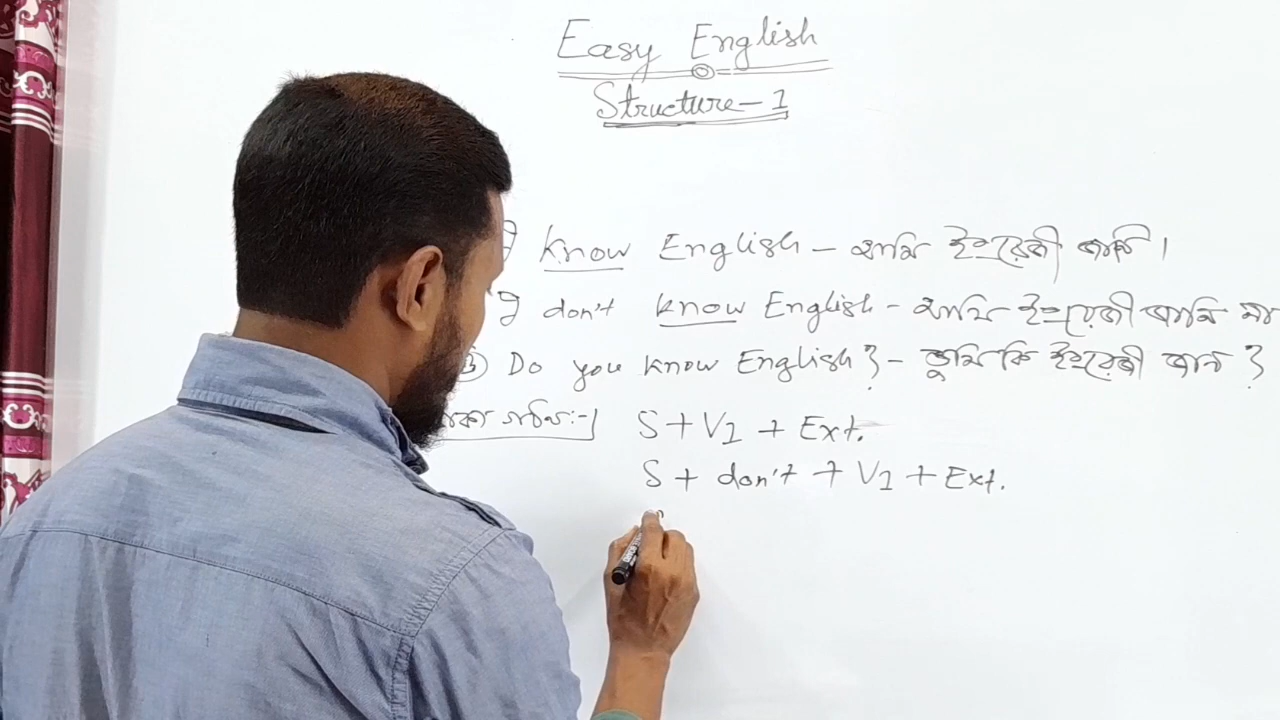 Easy English
Structure-1
I know English - আমি ইংরেজী জানি।
I don't know English - আমি ইংরেজী জানি না
③ Do you know English? - তুমি কি ইংরেজী জান?
গঠন:-
S + V1 + Ext.
S + don't + V1 + Ext.